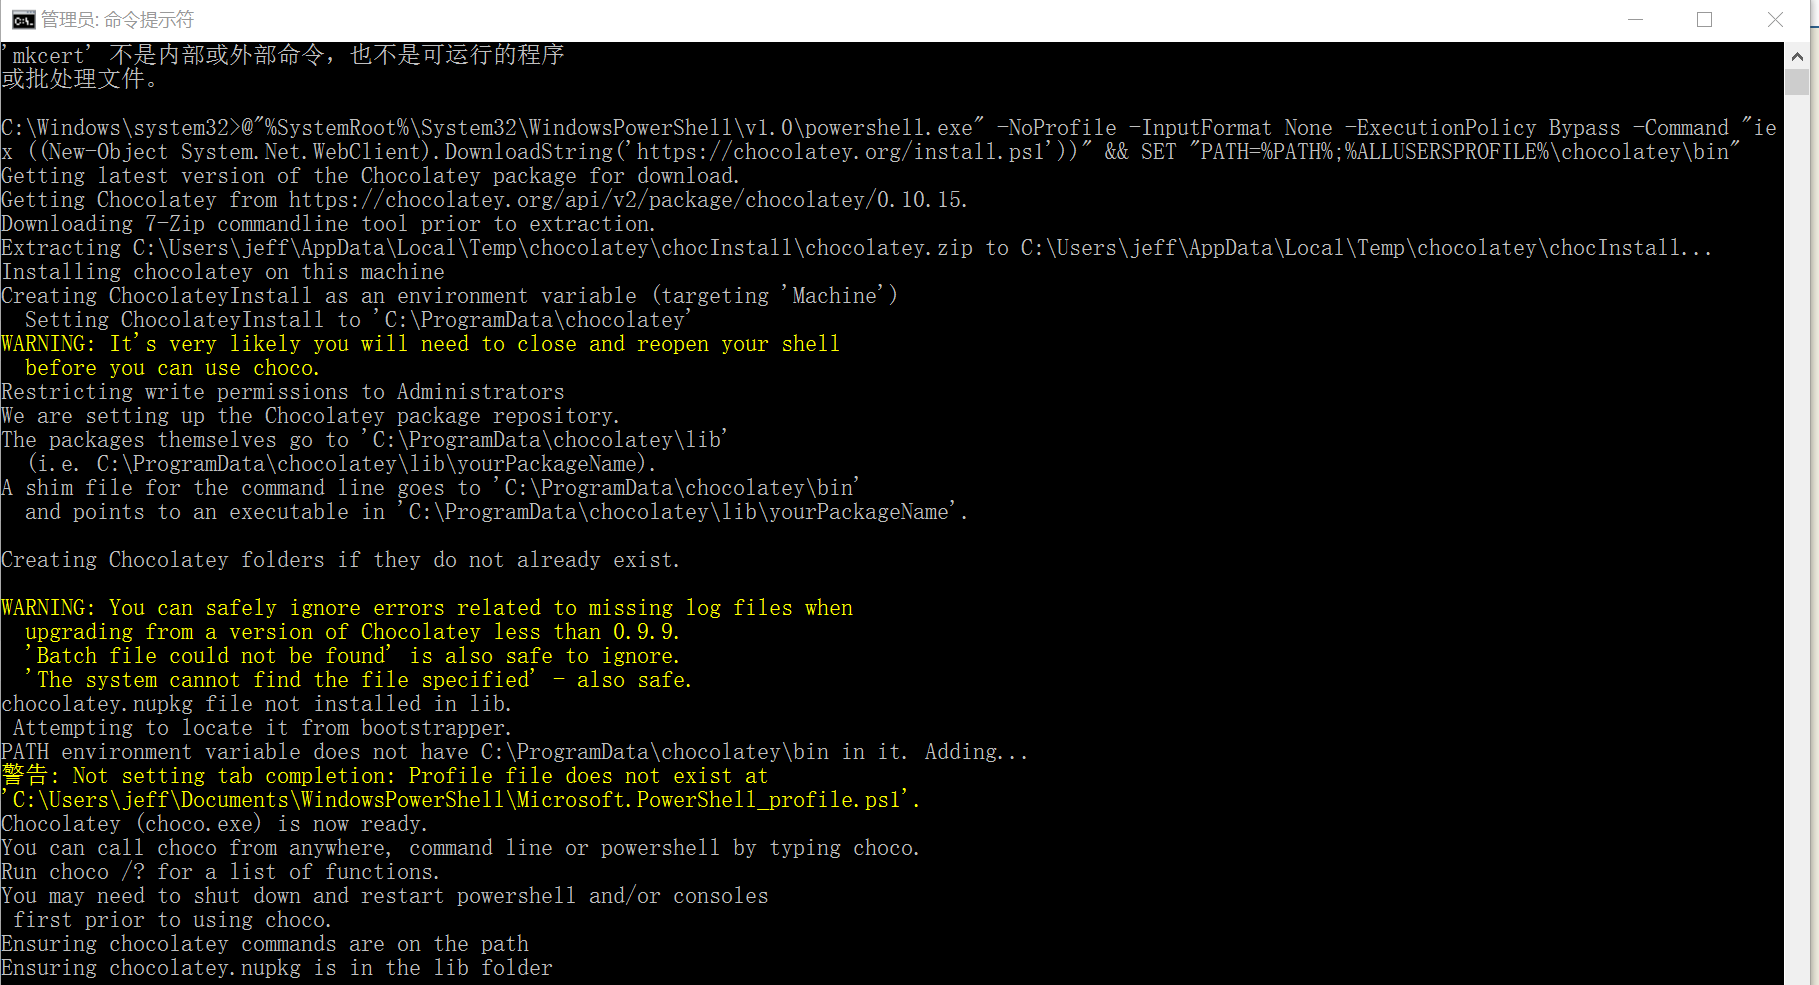 管理员: 命令提示符
'mkcert' 不是内部或外部命令，也不是可运行的程序
或批处理文件。
C:\Windows\system32>@"%SystemRoot%\System32\WindowsPowerShell\v1.0\powershell.exe" -NoProfile -InputFormat None -ExecutionPolicy Bypass -Command "ie
x ((New-Object System.Net.WebClient).DownloadString('https://chocolatey.org/install.ps1'))" && SET "PATH=%PATH%;%ALLUSERSPROFILE%\chocolatey\bin"
Getting latest version of the Chocolatey package for download.
Getting Chocolatey from https://chocolatey.org/api/v2/package/chocolatey/0.10.15.
Downloading 7-Zip commandline tool prior to extraction.
Extracting C:\Users\jeff\AppData\Local\Temp\chocolatey\chocInstall\chocolatey.zip to C:\Users\jeff\AppData\Local\Temp\chocolatey\chocInstall...
Installing chocolatey on this machine
Creating ChocolateyInstall as an environment variable (targeting 'Machine')
  Setting ChocolateyInstall to 'C:\ProgramData\chocolatey'
WARNING: It's very likely you will need to close and reopen your shell
  before you can use choco.
Restricting write permissions to Administrators
We are setting up the Chocolatey package repository.
The packages themselves go to 'C:\ProgramData\chocolatey\lib'
  (i.e. C:\ProgramData\chocolatey\lib\yourPackageName).
A shim file for the command line goes to 'C:\ProgramData\chocolatey\bin'
  and points to an executable in 'C:\ProgramData\chocolatey\lib\yourPackageName'.
Creating Chocolatey folders if they do not already exist.
WARNING: You can safely ignore errors related to missing log files when
  upgrading from a version of Chocolatey less than 0.9.9.
  'Batch file could not be found' is also safe to ignore.
  'The system cannot find the file specified' - also safe.
chocolatey.nupkg file not installed in lib.
 Attempting to locate it from bootstrapper.
PATH environment variable does not have C:\ProgramData\chocolatey\bin in it. Adding...
警告: Not setting tab completion: Profile file does not exist at
'C:\Users\jeff\Documents\WindowsPowerShell\Microsoft.PowerShell_profile.ps1'.
Chocolatey (choco.exe) is now ready.
You can call choco from anywhere, command line or powershell by typing choco.
Run choco /? for a list of functions.
You may need to shut down and restart powershell and/or consoles
 first prior to using choco.
Ensuring chocolatey commands are on the path
Ensuring chocolatey.nupkg is in the lib folder